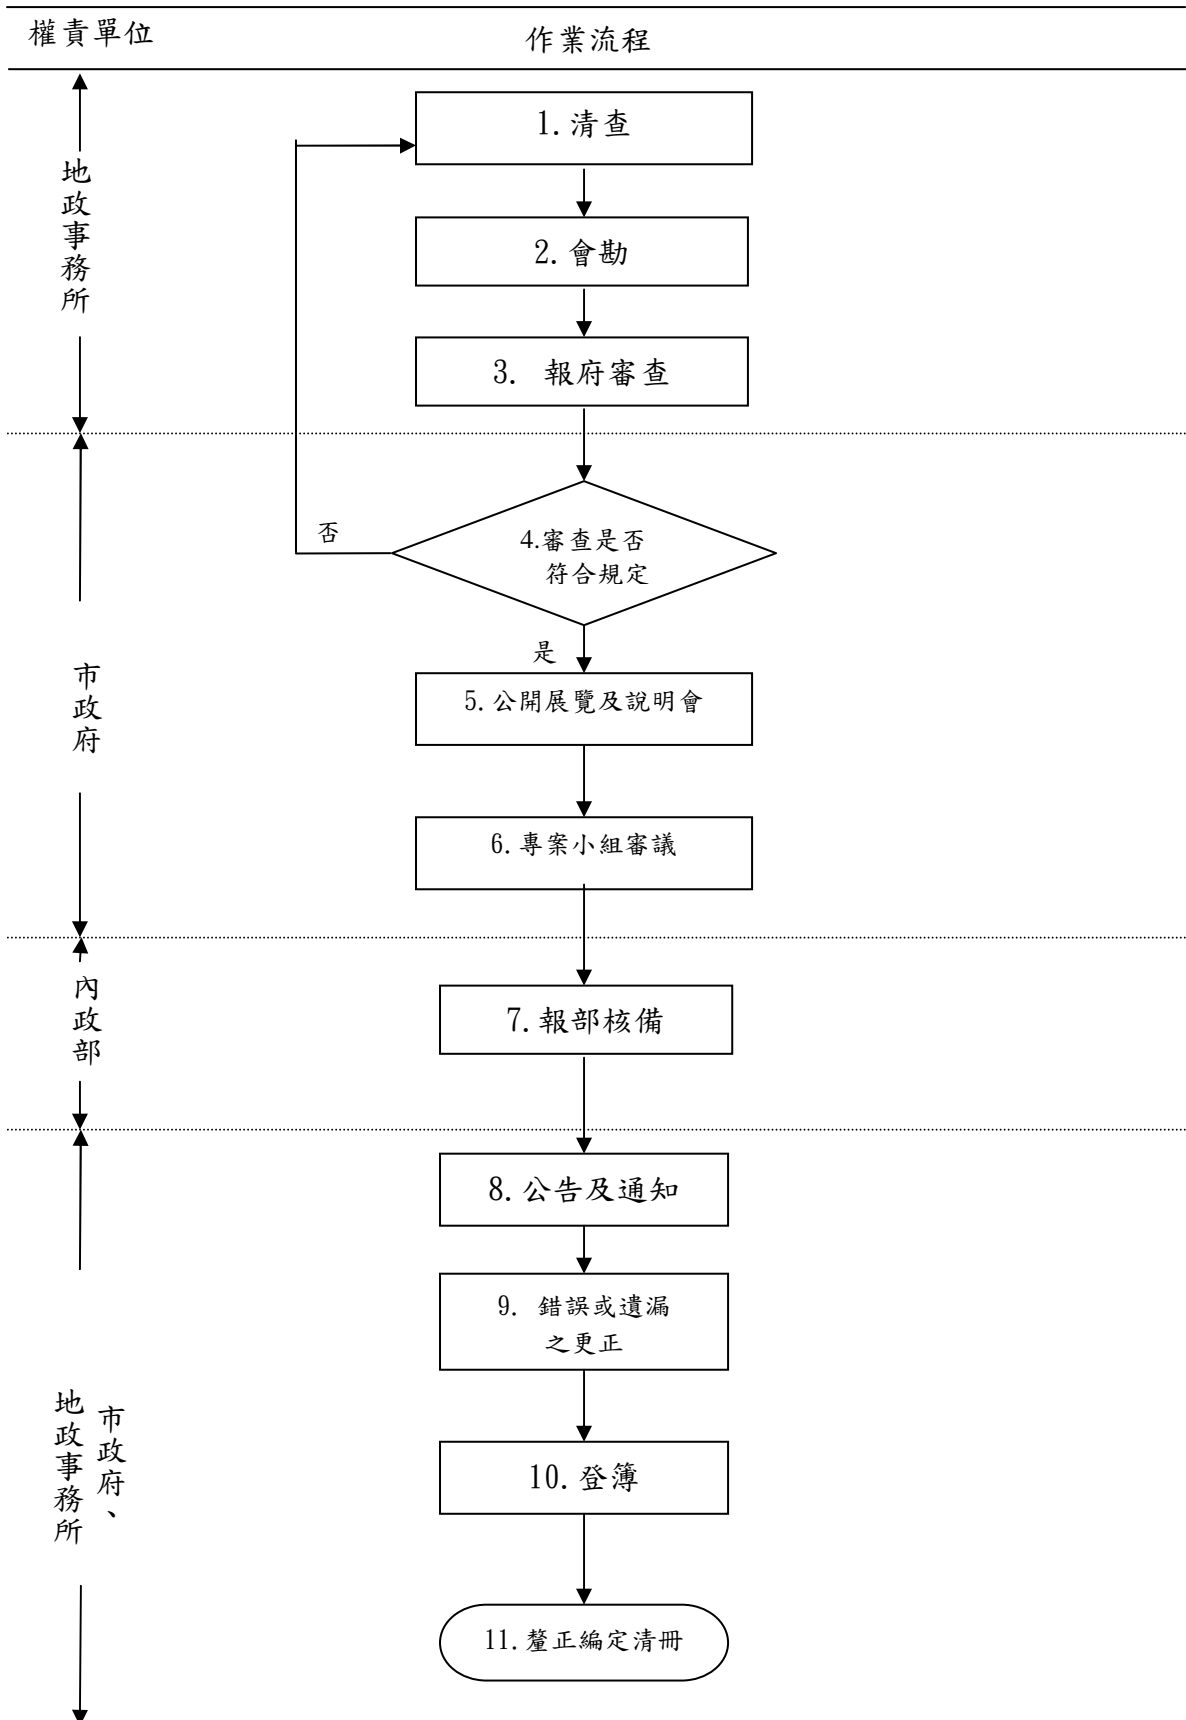 權責單位
作業流程
地政事務所
1.清查
2.會勘
3. 報府審查
市政府
4.審查是否
符合規定
否
是
5.公開展覽及說明會
6.專案小組審議
內政部
7.報部核備
市政府、
地政事務所
8.公告及通知
9. 錯誤或遺漏
之更正
10.登簿
11.釐正編定清冊